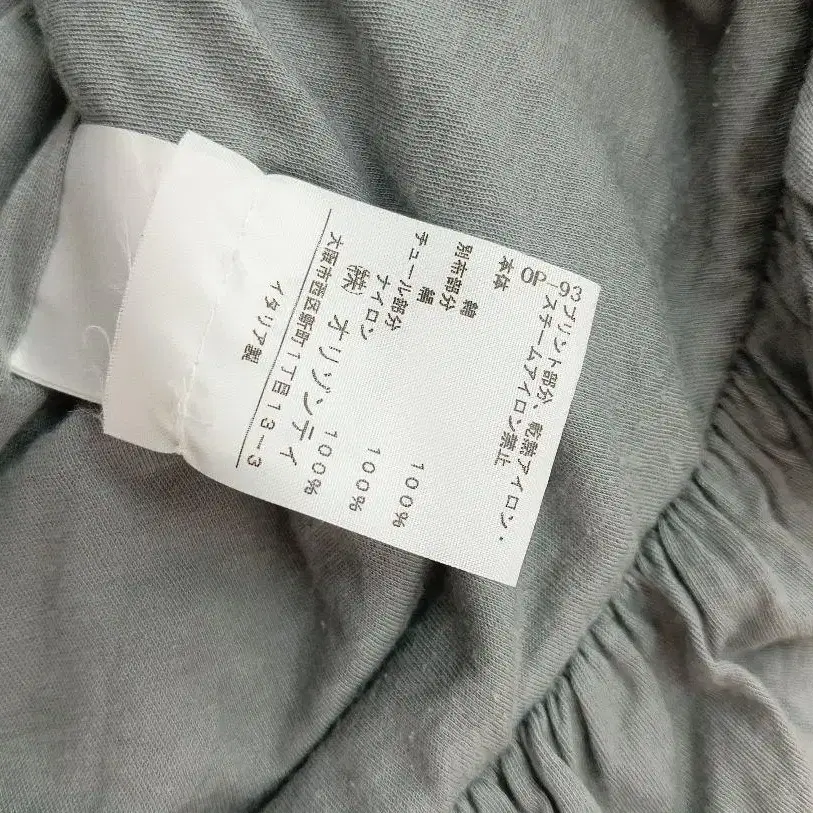 OP-93
プリント部分、乾熱アイロン・
スチームアイロン禁止
本体
綿 100%
別布部分
絹 100%
チュール部分
ナイロン 100%
(株) オリゾンティ
大阪市西区新町1丁目13-3
イタリア製